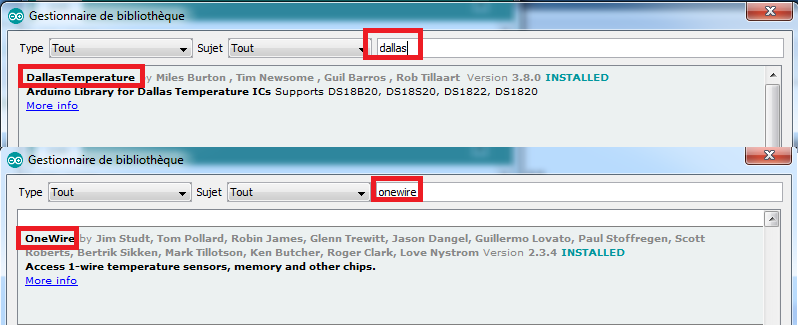 Gestionnaire de bibliothèque
Type Tout Sujet Tout dallas
DallasTemperature by Miles Burton , Tim Newsome , Guil Barros , Rob Tillaart Version 3.8.0 INSTALLED
Arduino Library for Dallas Temperature ICs Supports DS18B20, DS18S20, DS1822, DS1820
More info
Gestionnaire de bibliothèque
Type Tout Sujet Tout onewire
OneWire by Jim Studt, Tom Pollard, Robin James, Glenn Trewitt, Jason Dangel, Guillermo Lovato, Paul Stoffregen, Scott
Roberts, Bertrik Sikken, Mark Tillotson, Ken Butcher, Roger Clark, Love Nystrom Version 2.3.4 INSTALLED
Access 1-wire temperature sensors, memory and other chips.
More info